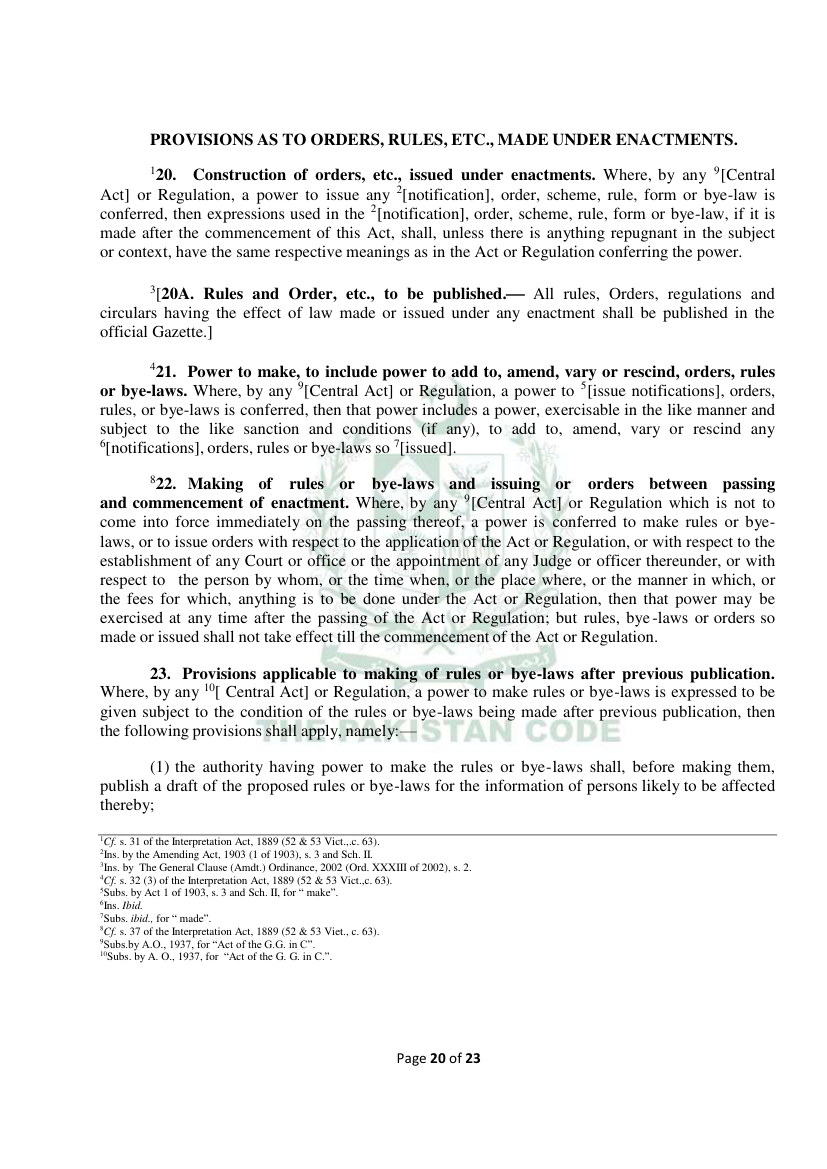 PROVISIONS AS TO ORDERS, RULES, ETC., MADE UNDER ENACTMENTS.
¹20. Construction of orders, etc., issued under enactments. Where, by any ⁹[Central
Act] or Regulation, a power to issue any ²[notification], order, scheme, rule, form or bye-law is
conferred, then expressions used in the ²[notification], order, scheme, rule, form or bye-law, if it is
made after the commencement of this Act, shall, unless there is anything repugnant in the subject
or context, have the same respective meanings as in the Act or Regulation conferring the power.
³[20A. Rules and Order, etc., to be published.— All rules, Orders, regulations and
circulars having the effect of law made or issued under any enactment shall be published in the
official Gazette.]
⁴21. Power to make, to include power to add to, amend, vary or rescind, orders, rules
or bye-laws. Where, by any ⁹[Central Act] or Regulation, a power to ⁵[issue notifications], orders,
rules, or bye-laws is conferred, then that power includes a power, exercisable in the like manner and
subject to the like sanction and conditions (if any), to add to, amend, vary or rescind any
⁶[notifications], orders, rules or bye-laws so ⁷[issued].
⁸22. Making of rules or bye-laws and issuing or orders between passing
and commencement of enactment. Where, by any ⁹[Central Act] or Regulation which is not to
come into force immediately on the passing thereof, a power is conferred to make rules or bye-
laws, or to issue orders with respect to the application of the Act or Regulation, or with respect to the
establishment of any Court or office or the appointment of any Judge or officer thereunder, or with
respect to the person by whom, or the time when, or the place where, or the manner in which, or
the fees for which, anything is to be done under the Act or Regulation, then that power may be
exercised at any time after the passing of the Act or Regulation; but rules, bye-laws or orders so
made or issued shall not take effect till the commencement of the Act or Regulation.
23. Provisions applicable to making of rules or bye-laws after previous publication.
Where, by any ¹⁰[ Central Act] or Regulation, a power to make rules or bye-laws is expressed to be
given subject to the condition of the rules or bye-laws being made after previous publication, then
the following provisions shall apply, namely:—
THE PAKISTAN CODE
(1) the authority having power to make the rules or bye-laws shall, before making them,
publish a draft of the proposed rules or bye-laws for the information of persons likely to be affected
thereby;
¹Cf. s. 31 of the Interpretation Act, 1889 (52 & 53 Vict.,.c. 63).
²Ins. by the Amending Act, 1903 (1 of 1903), s. 3 and Sch. II.
³Ins. by The General Clause (Amdt.) Ordinance, 2002 (Ord. XXXIII of 2002), s. 2.
⁴Cf. s. 32 (3) of the Interpretation Act, 1889 (52 & 53 Vict.,c. 63).
⁵Subs. by Act 1 of 1903, s. 3 and Sch. II, for “ make”.
⁶Ins. Ibid.
⁷Subs. ibid., for “ made”.
⁸Cf. s. 37 of the Interpretation Act, 1889 (52 & 53 Viet., c. 63).
⁹Subs.by A.O., 1937, for “Act of the G.G. in C”.
¹⁰Subs. by A. O., 1937, for “Act of the G. G. in C.”.
Page 20 of 23